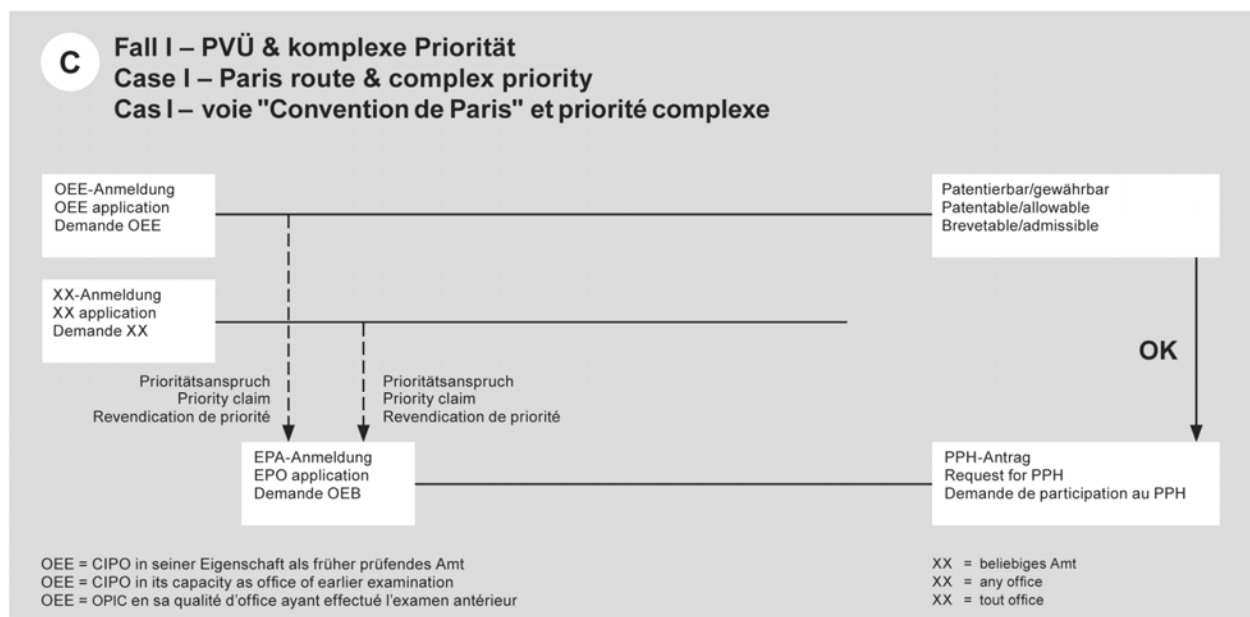 C
Fall I – PVÜ & komplexe Priorität
Case I – Paris route & complex priority
Cas I – voie "Convention de Paris" et priorité complexe
OEE-Anmeldung
OEE application
Demande OEE
Patentierbar/gewährbar
Patentable/allowable
Brevetable/admissible
XX-Anmeldung
XX application
Demande XX
OK
Prioritätsanspruch
Priority claim
Revendication de priorité
Prioritätsanspruch
Priority claim
Revendication de priorité
EPA-Anmeldung
EPO application
Demande OEB
PPH-Antrag
Request for PPH
Demande de participation au PPH
OEE = CIPO in seiner Eigenschaft als früher prüfendes Amt
OEE = CIPO in its capacity as office of earlier examination
OEE = OPIC en sa qualité d'office ayant effectué l'examen antérieur
XX = beliebiges Amt
XX = any office
XX = tout office